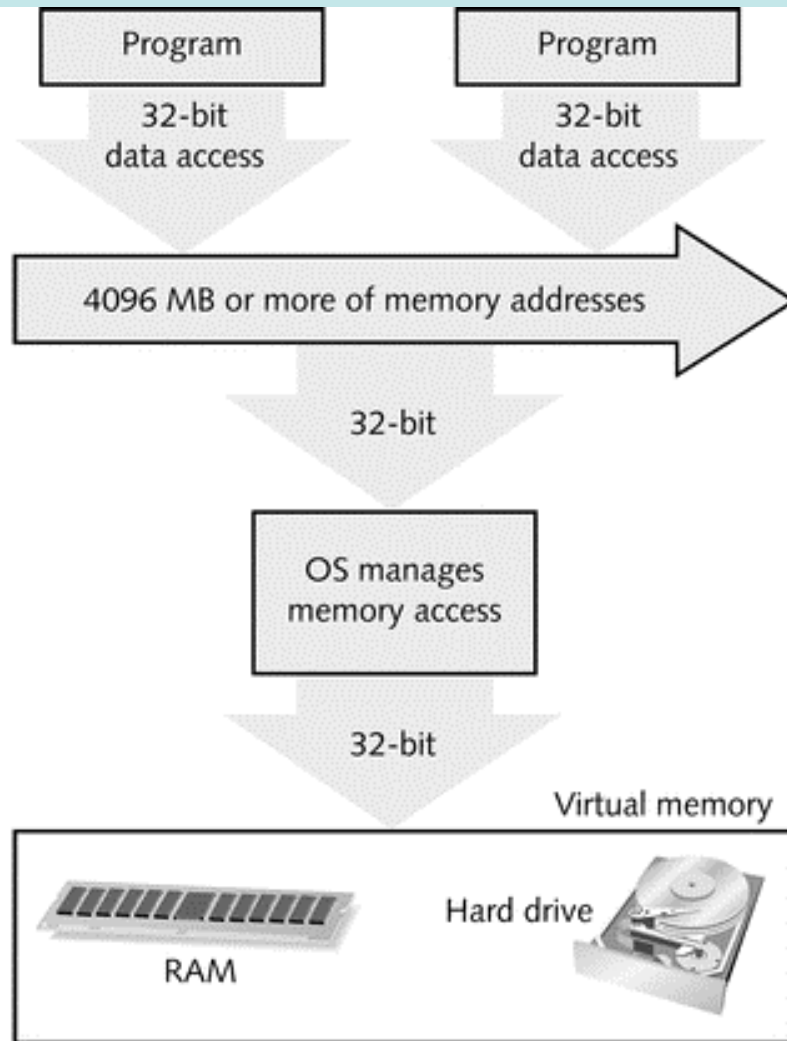 Program
Program
32-bit
data access
32-bit
data access
4096 MB or more of memory addresses
32-bit
OS manages
memory access
32-bit
Virtual memory
Hard drive
RAM